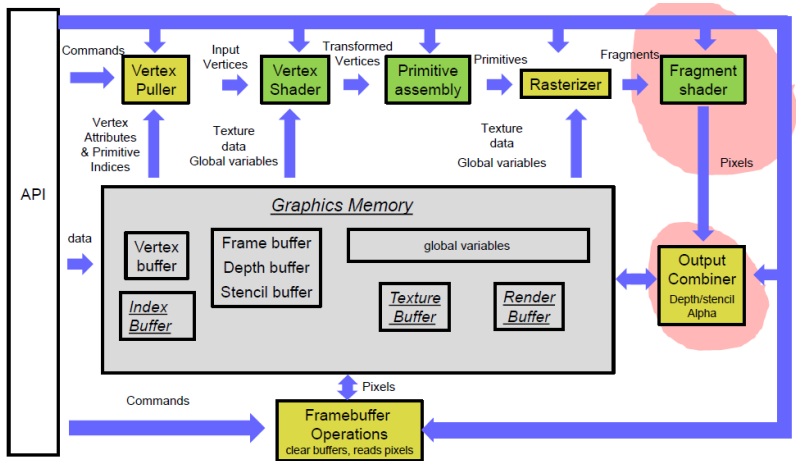 Commands
Vertex
Puller
Input
Vertices
Vertex
Shader
Transformed
Vertices
Primitive
assembly
Primitives
Rasterizer
Fragments
Fragment
shader
Vertex
Attributes
& Primitive
Indices
Texture
data
Global variables
Texture
data
Global variables
Pixels
API
data
Graphics Memory
Vertex
buffer
Index
Buffer
Frame buffer
Depth buffer
Stencil buffer
global variables
Texture
Buffer
Render
Buffer
Output
Combiner
Depth/stencil
Alpha
Pixels
Commands
Framebuffer
Operations
clear buffers, reads pixels